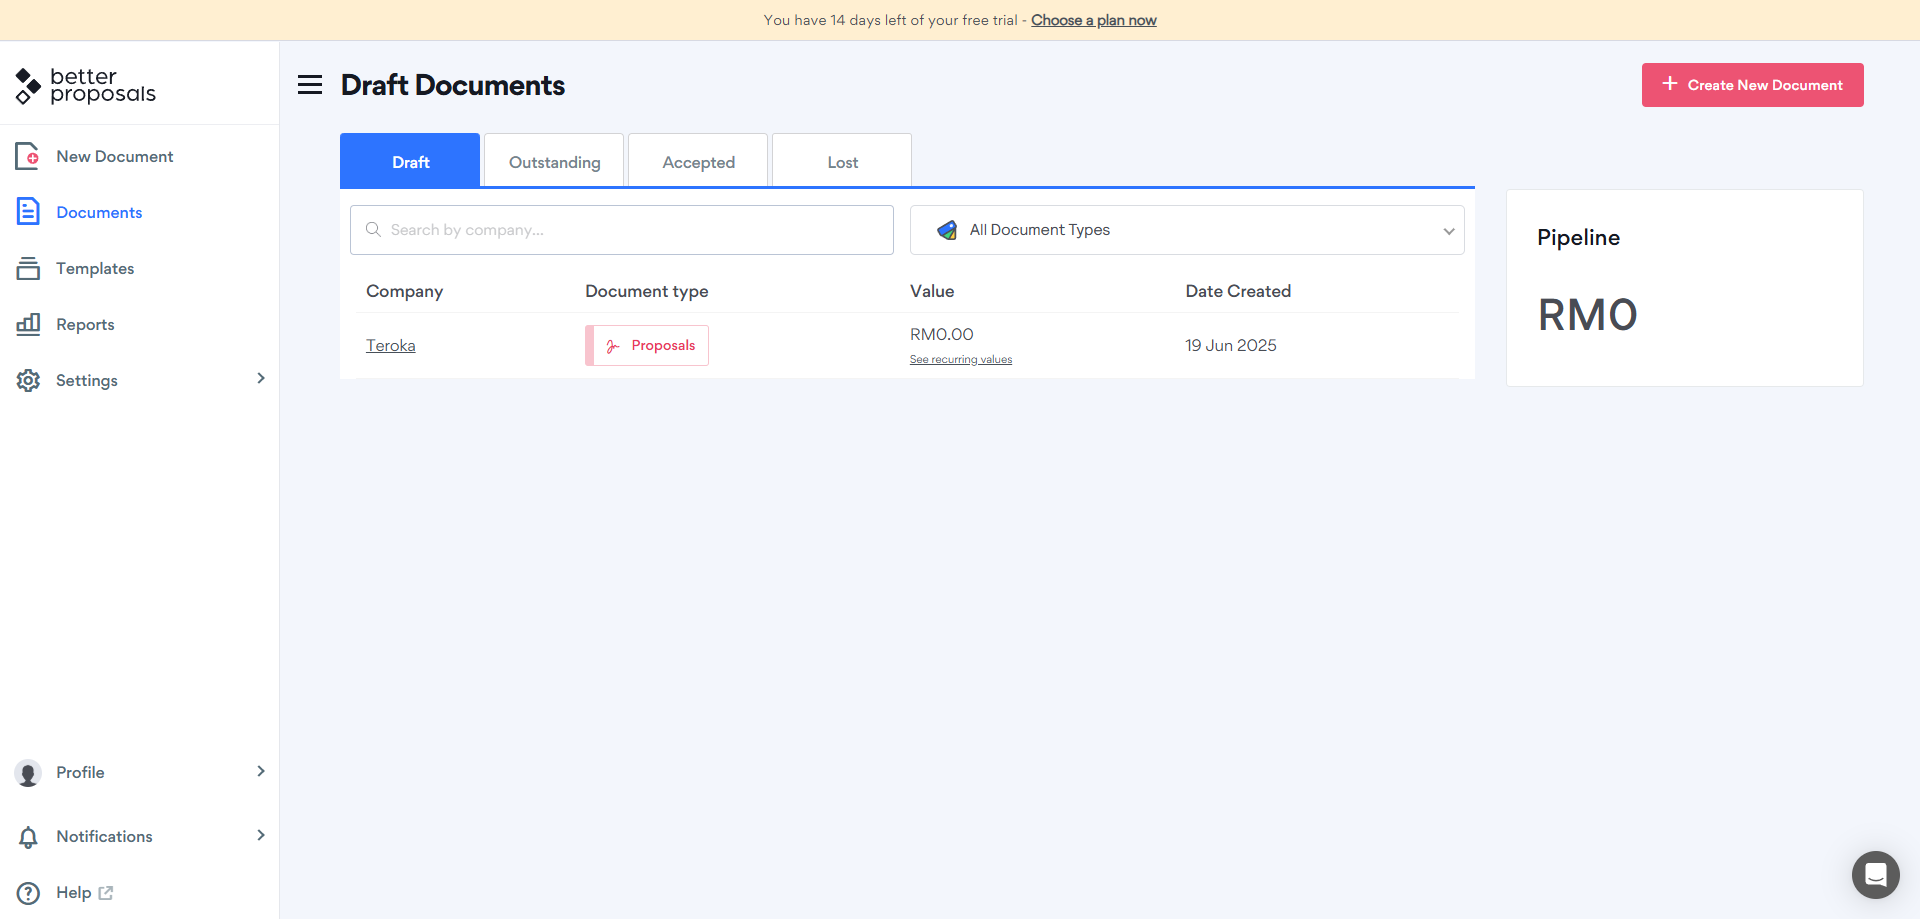 You have 14 days left of your free trial - Choose a plan now
better
proposals
New Document
Documents
Templates
Reports
Settings
Profile
Notifications
Help
Draft Documents
Create New Document
Draft
Outstanding
Accepted
Lost
Search by company...
All Document Types
Company Document type Value Date Created
Teroka Proposals RM0.00 19 Jun 2025
See recurring values
Pipeline
RM0